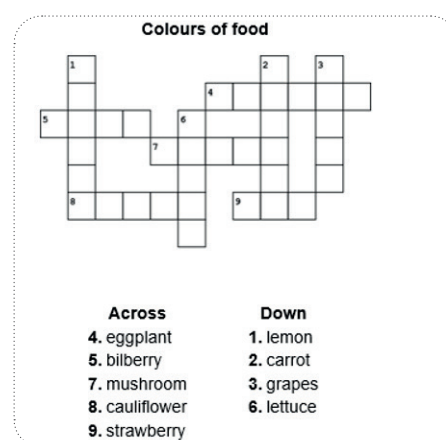 Colours of food
1 2 3
4
5 6
7
8 9
Across
4. eggplant
5. bilberry
7. mushroom
8. cauliflower
9. strawberry
Down
1. lemon
2. carrot
3. grapes
6. lettuce